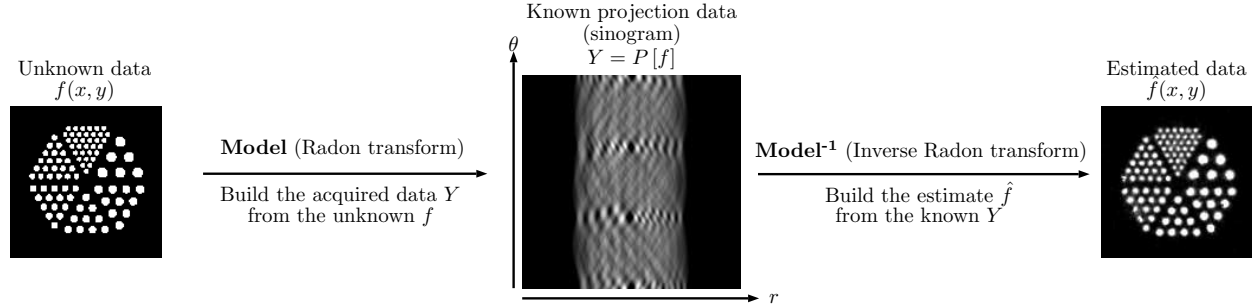 Unknown data
f(x, y)
Model (Radon transform)
Build the acquired data Y
from the unknown f
Known projection data
(sinogram)
Y = P [f]
θ
r
Model-1 (Inverse Radon transform)
Build the estimate f̂
from the known Y
Estimated data
f̂(x, y)